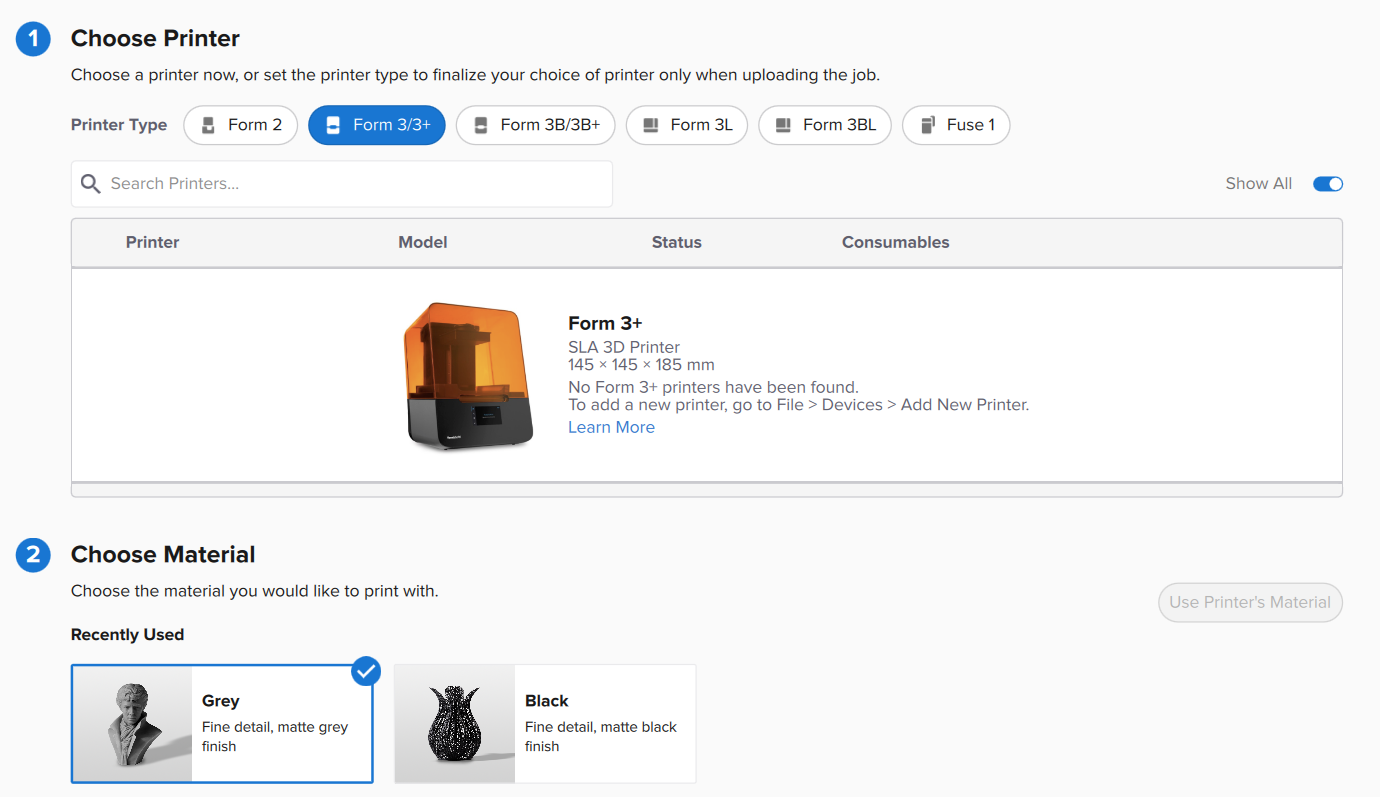 1 Choose Printer
Choose a printer now, or set the printer type to finalize your choice of printer only when uploading the job.
Printer Type Form 2 Form 3/3+ Form 3B/3B+ Form 3L Form 3BL Fuse 1
Search Printers... Show All
Printer Model Status Consumables
Form 3+
SLA 3D Printer
145 × 145 × 185 mm
No Form 3+ printers have been found.
To add a new printer, go to File > Devices > Add New Printer.
Learn More
2 Choose Material
Choose the material you would like to print with.
Use Printer's Material
Recently Used
Grey
Fine detail, matte grey
finish
Black
Fine detail, matte black
finish